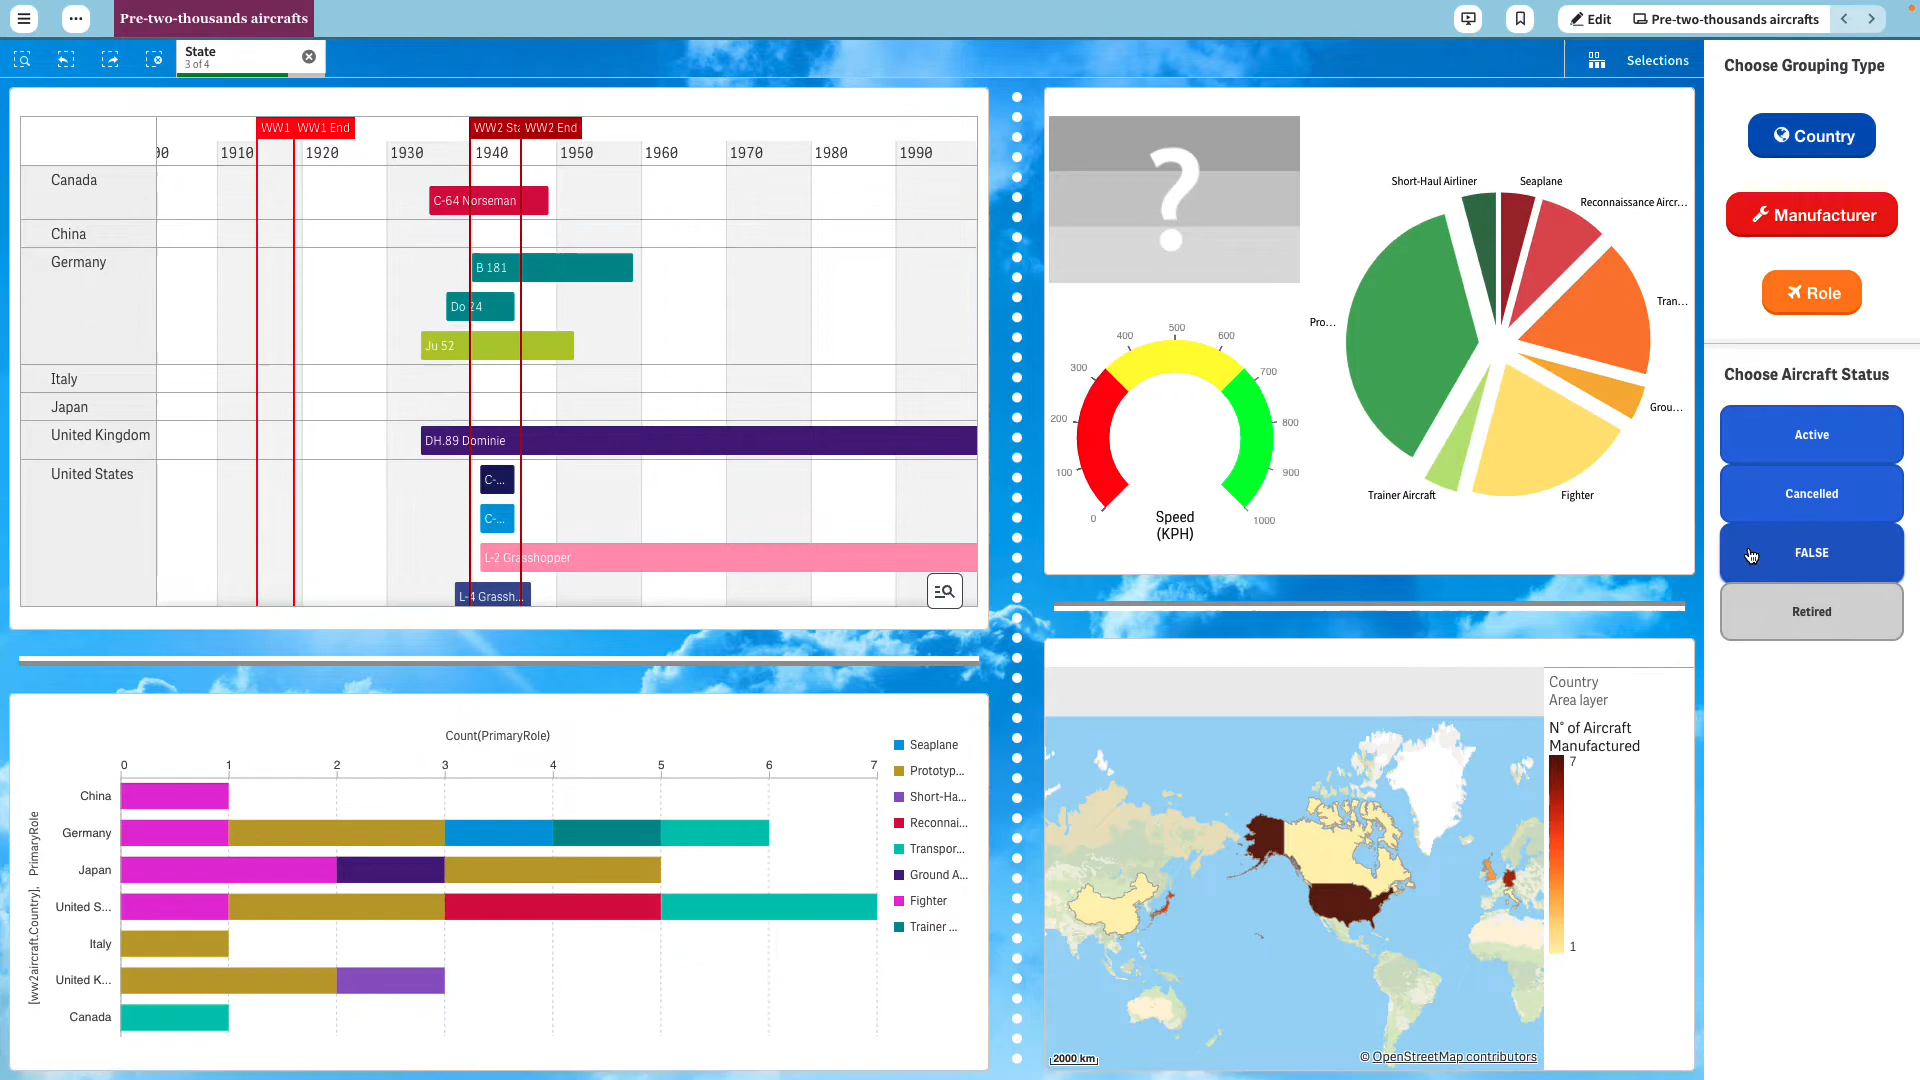 Pre-two-thousands aircrafts
Edit
Pre-two-thousands aircrafts
State
3 of 4
Selections
WW1
WW1 End
WW2 Sta
WW2 End
1910
1920
1930
1940
1950
1960
1970
1980
1990
Canada
C-64 Norseman
China
Germany
B 181
Do 24
Ju 52
Italy
Japan
United Kingdom
DH.89 Dominie
United States
C-...
C-...
L-2 Grasshopper
L-4 Grassh...
?
0
100
200
300
400
500
600
700
800
900
1000
Speed
(KPH)
Short-Haul Airliner
Seaplane
Reconnaissance Aircr...
Tran...
Grou...
Fighter
Trainer Aircraft
Pro...
Choose Grouping Type
Country
Manufacturer
Role
Choose Aircraft Status
Active
Cancelled
FALSE
Retired
Count(PrimaryRole)
0 1 2 3 4 5 6 7
[ww2aircraft.Country], PrimaryRole
China
Germany
Japan
United S...
Italy
United K...
Canada
Seaplane
Prototyp...
Short-Ha...
Reconnai...
Transpor...
Ground A...
Fighter
Trainer ...
Country
Area layer
N° of Aircraft
Manufactured
7
1
2000 km
© OpenStreetMap contributors